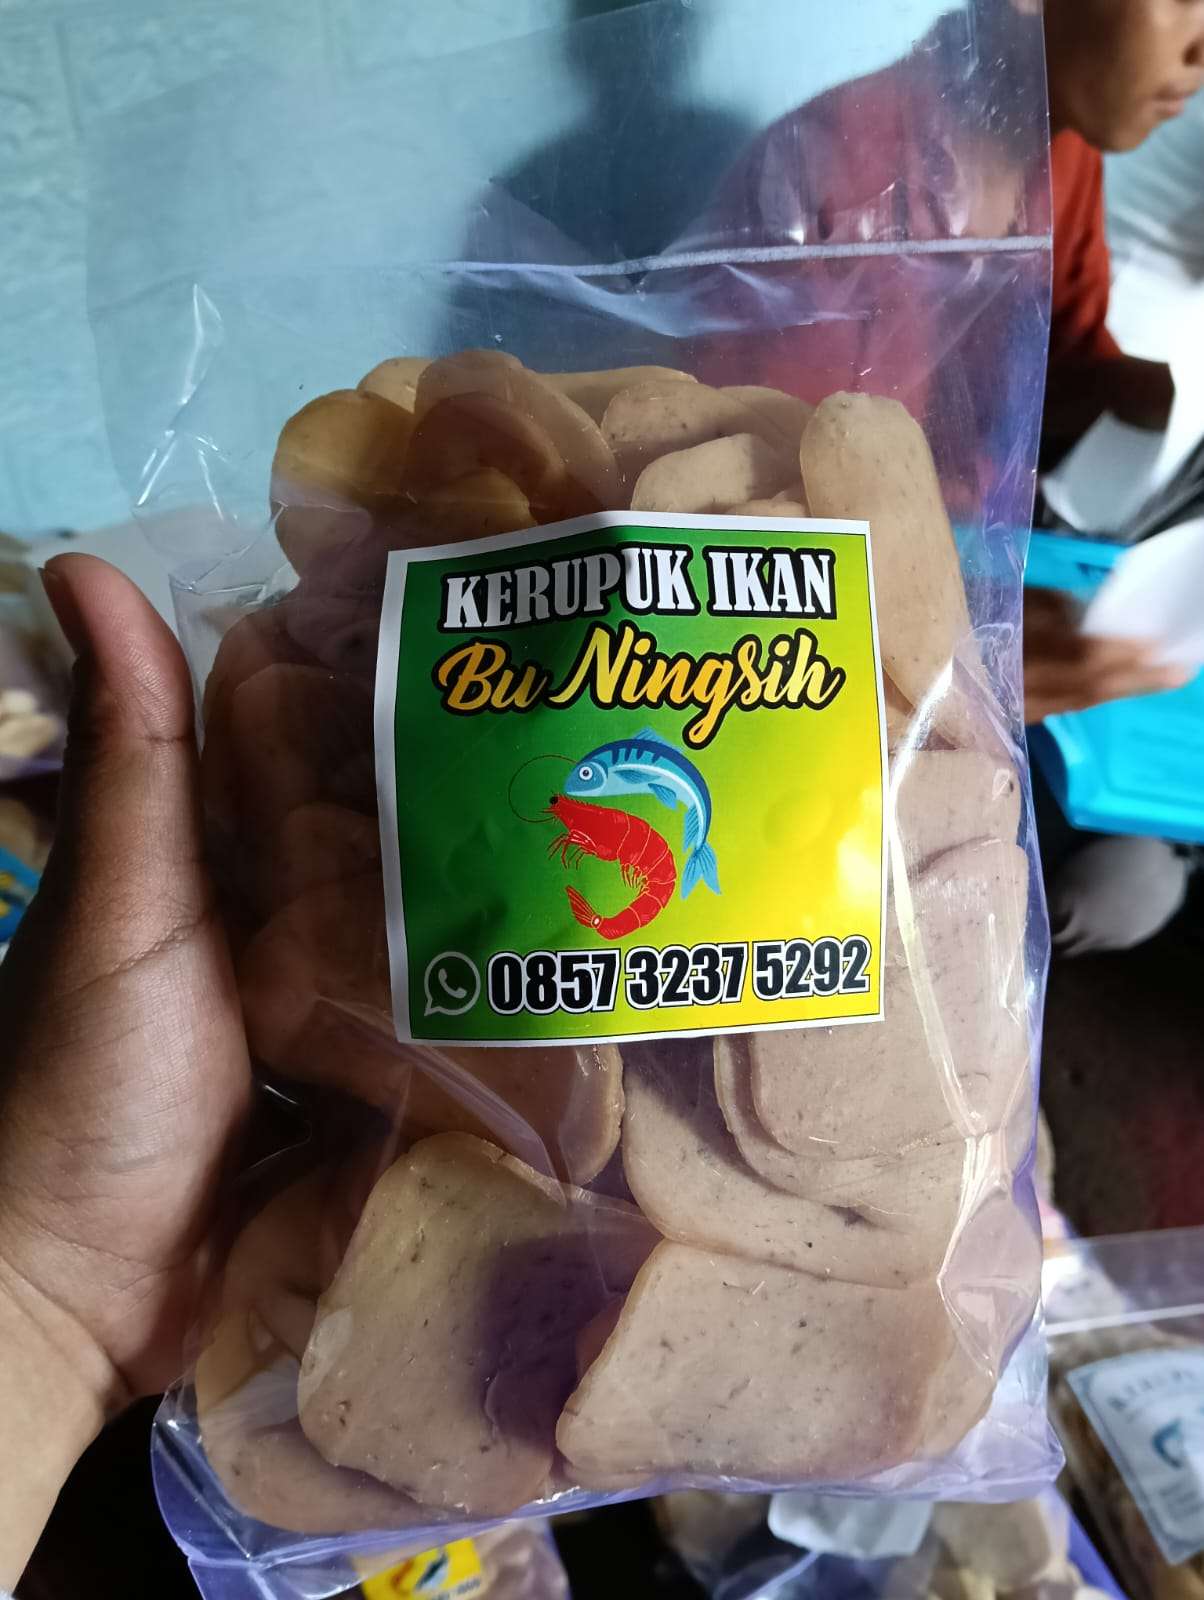 KERUPUK IKAN
Bu Ningsih
0857 3237 5292